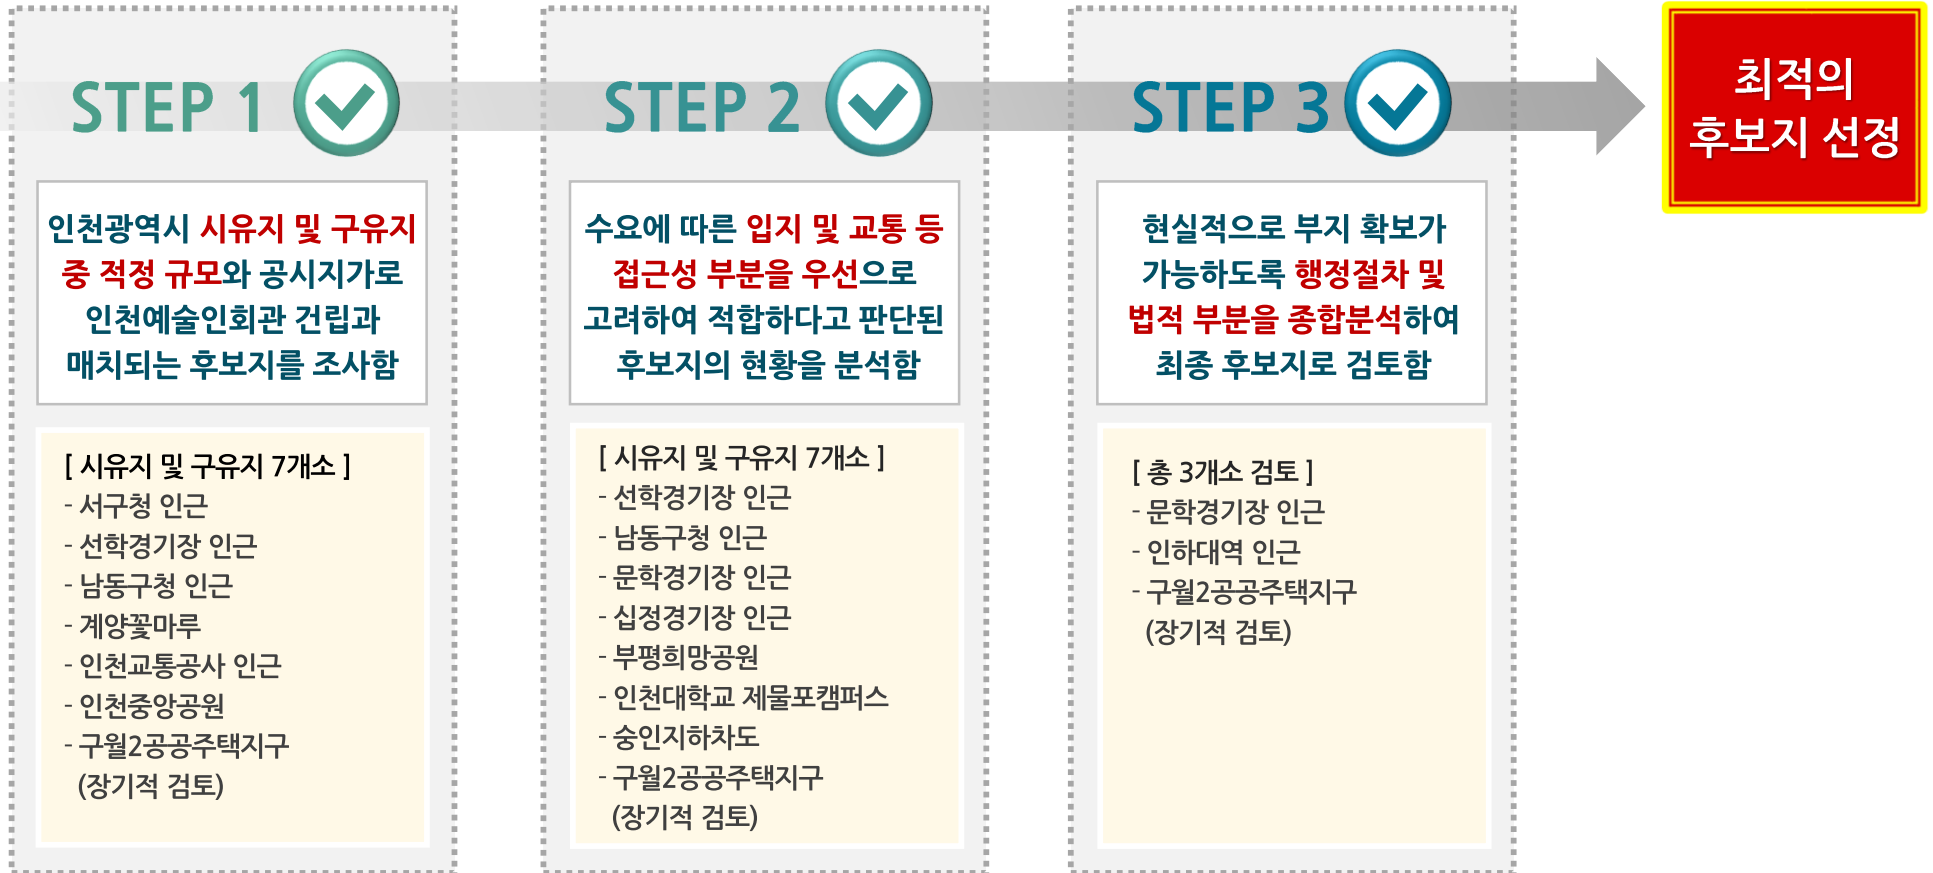 STEP 1
인천광역시 시유지 및 구유지
중 적정 규모와 공시지가로
인천예술인회관 건립과
매치되는 후보지를 조사함
[ 시유지 및 구유지 7개소 ]
- 서구청 인근
- 선학경기장 인근
- 남동구청 인근
- 계양꽃마루
- 인천교통공사 인근
- 인천중앙공원
- 구월2공공주택지구
(장기적 검토)
STEP 2
수요에 따른 입지 및 교통 등
접근성 부분을 우선으로
고려하여 적합하다고 판단된
후보지의 현황을 분석함
[ 시유지 및 구유지 7개소 ]
- 선학경기장 인근
- 남동구청 인근
- 문학경기장 인근
- 십정경기장 인근
- 부평희망공원
- 인천대학교 제물포캠퍼스
- 숭인지하차도
- 구월2공공주택지구
(장기적 검토)
STEP 3
현실적으로 부지 확보가
가능하도록 행정절차 및
법적 부분을 종합분석하여
최종 후보지로 검토함
[ 총 3개소 검토 ]
- 문학경기장 인근
- 인하대역 인근
- 구월2공공주택지구
(장기적 검토)
최적의
후보지 선정